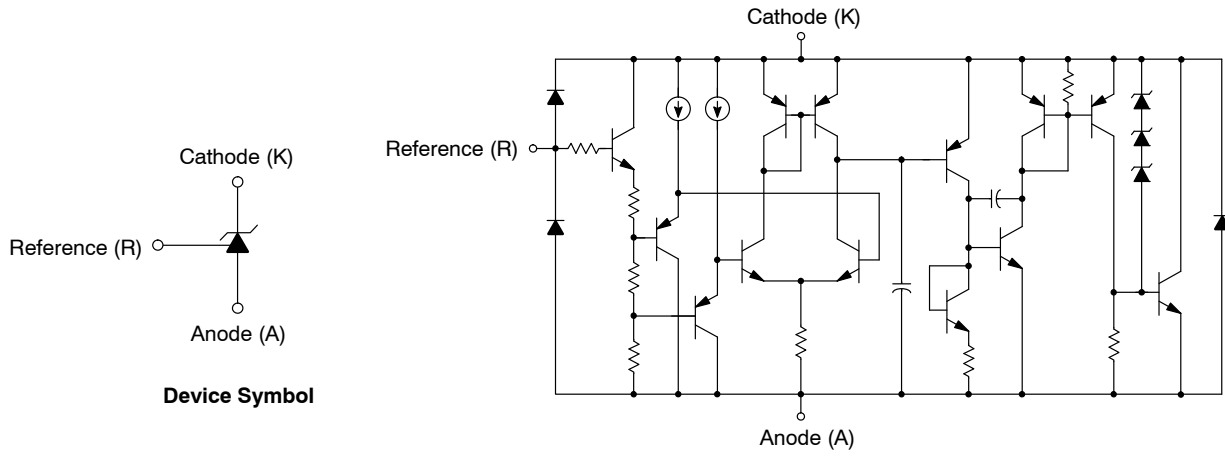 Cathode (K)
Reference (R)
Anode (A)
Device Symbol
Cathode (K)
Reference (R)
Anode (A)